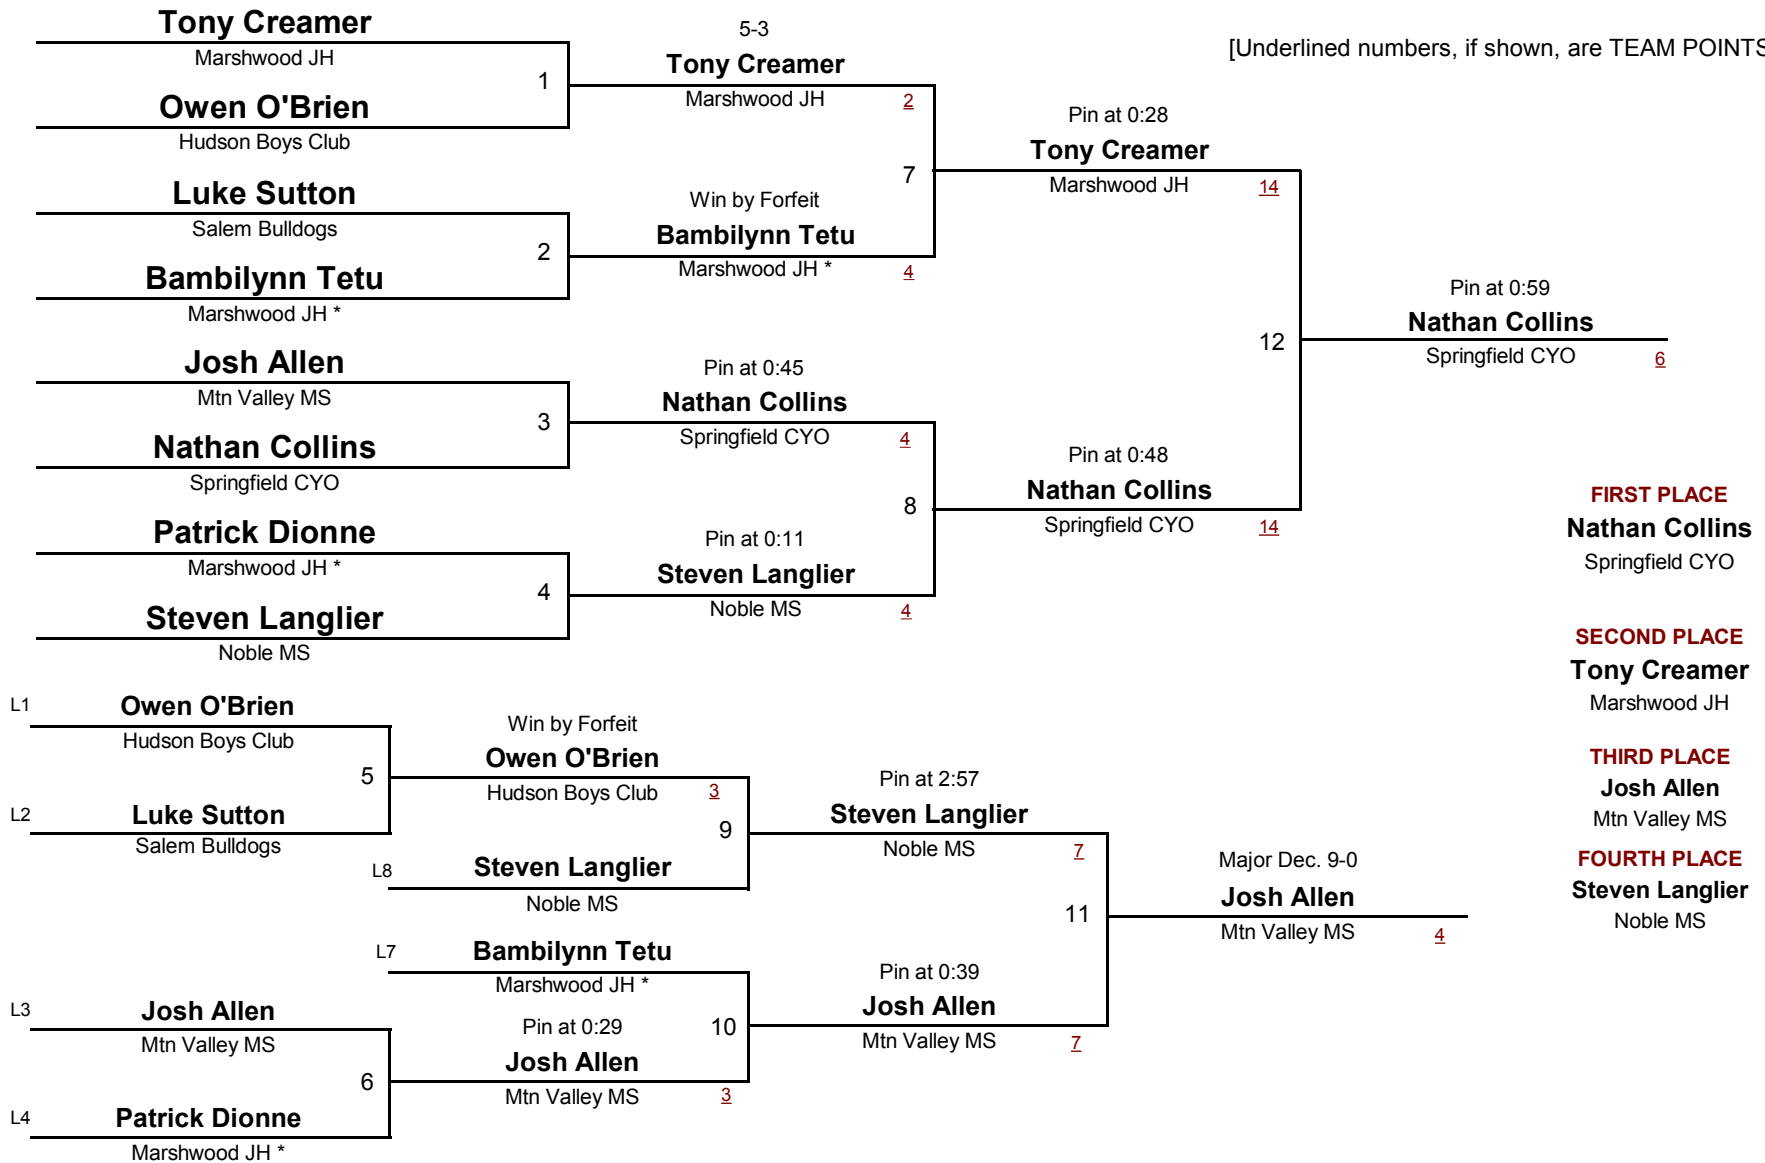 Tony Creamer
Marshwood JH
1
Owen O'Brien
Hudson Boys Club
Luke Sutton
Salem Bulldogs
2
Bambilynn Tetu
Marshwood JH *
Josh Allen
Mtn Valley MS
3
Nathan Collins
Springfield CYO
Patrick Dionne
Marshwood JH *
4
Steven Langlier
Noble MS
5-3
Tony Creamer
Marshwood JH 2
7
Win by Forfeit
Bambilynn Tetu
Marshwood JH * 4
Pin at 0:45
Nathan Collins
Springfield CYO 4
8
Pin at 0:11
Steven Langlier
Noble MS 4
[Underlined numbers, if shown, are TEAM POINTS
Pin at 0:28
Tony Creamer
Marshwood JH 14
12
Pin at 0:48
Nathan Collins
Springfield CYO 14
Pin at 0:59
Nathan Collins
Springfield CYO 6
FIRST PLACE
Nathan Collins
Springfield CYO
SECOND PLACE
Tony Creamer
Marshwood JH
THIRD PLACE
Josh Allen
Mtn Valley MS
FOURTH PLACE
Steven Langlier
Noble MS
L1 Owen O'Brien
Hudson Boys Club
5
L2 Luke Sutton
Salem Bulldogs
Win by Forfeit
Owen O'Brien
Hudson Boys Club 3
9
L8 Steven Langlier
Noble MS
L7 Bambilynn Tetu
Marshwood JH *
10
Pin at 0:29
Josh Allen
Mtn Valley MS 3
L3 Josh Allen
Mtn Valley MS
6
L4 Patrick Dionne
Marshwood JH *
Pin at 2:57
Steven Langlier
Noble MS 7
11
Pin at 0:39
Josh Allen
Mtn Valley MS 7
Major Dec. 9-0
Josh Allen
Mtn Valley MS 4